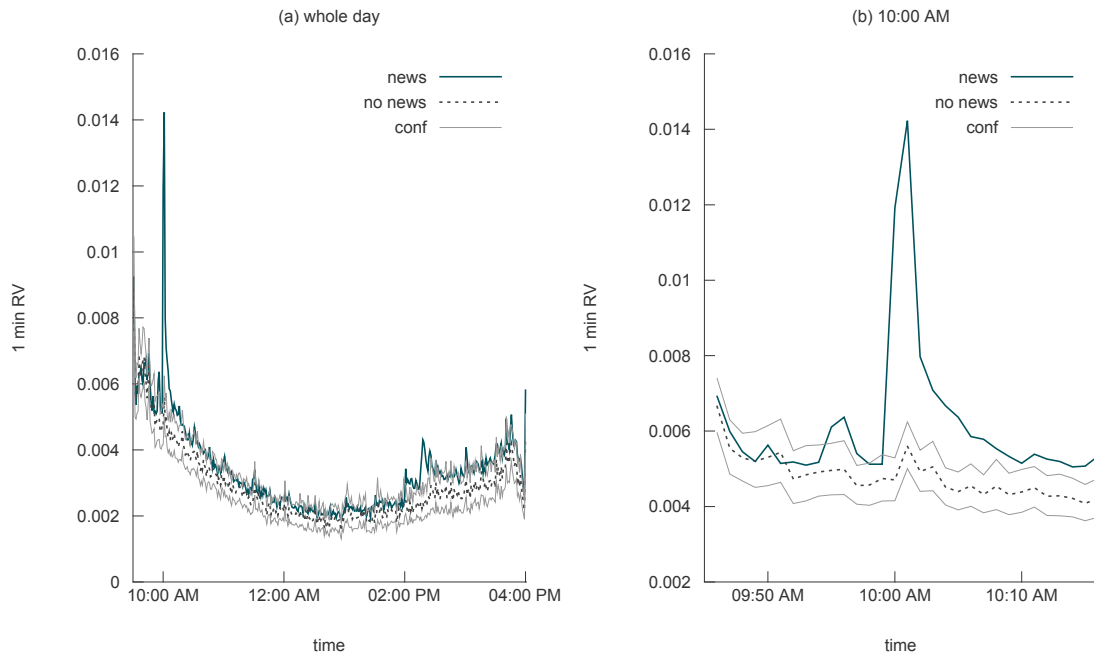 (a) whole day
0.016
0.014
0.012
0.01
0.008
0.006
0.004
0.002
0
1 min RV
news
no news
conf
10:00 AM 12:00 AM 02:00 PM 04:00 PM
time
(b) 10:00 AM
0.016
0.014
0.012
0.01
0.008
0.006
0.004
0.002
1 min RV
news
no news
conf
09:50 AM 10:00 AM 10:10 AM
time